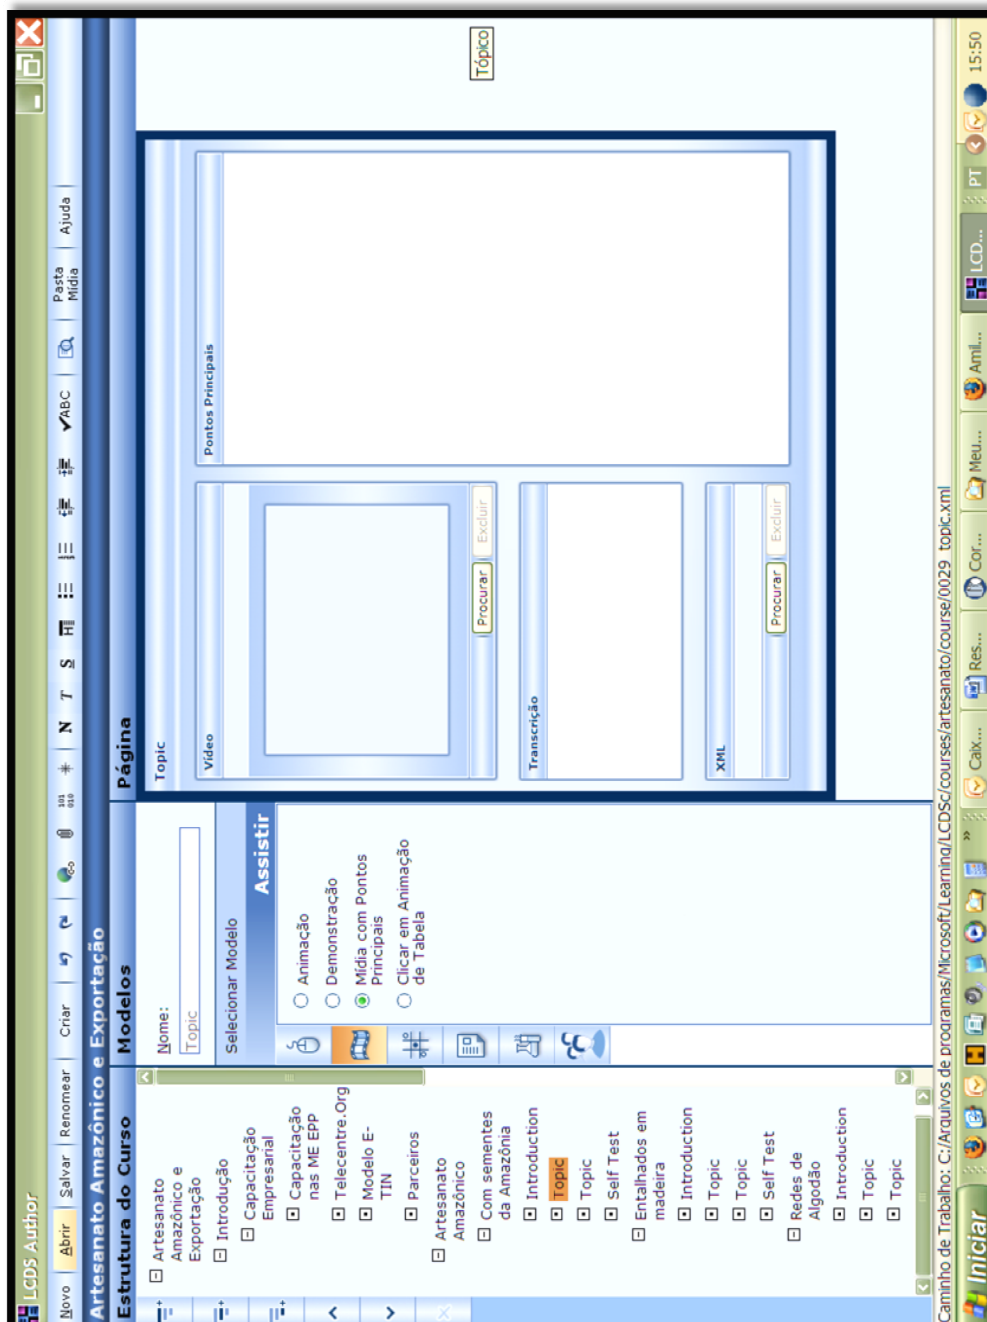 LCDS Author
Novo
Abrir
Salvar
Renomear
Criar
101
010
N
T
S
H
ABC
Pasta
Mídia
Ajuda
Artesanato Amazônico e Exportação
Estrutura do Curso
Artesanato
Amazônico e
Exportação
Introdução
Capacitação
Empresarial
Capacitação
nas ME EPP
Telecentre.Org
Modelo E-
TIN
Parceiros
Artesanato
Amazônico
Com sementes
da Amazônia
Introduction
Topic
Topic
Self Test
Entalhados em
madeira
Introduction
Topic
Topic
Self Test
Redes de
Algodão
Introduction
Topic
Topic
Modelos
Nome:
Topic
Selecionar Modelo
Assistir
Animação
Demonstração
Mídia com Pontos
Principais
Clicar em Animação
de Tabela
Página
Topic
Vídeo
Procurar
Excluir
Transcrição
XML
Procurar
Excluir
Pontos Principais
Tópico
Caminho de Trabalho: C:/Arquivos de programas/Microsoft/Learning/LCDSc/courses/artesanato/course/0029_topic.xml
Iniciar
H
»
Caix...
Res...
Cor...
Meu...
Amil...
LCD...
PT
15:50